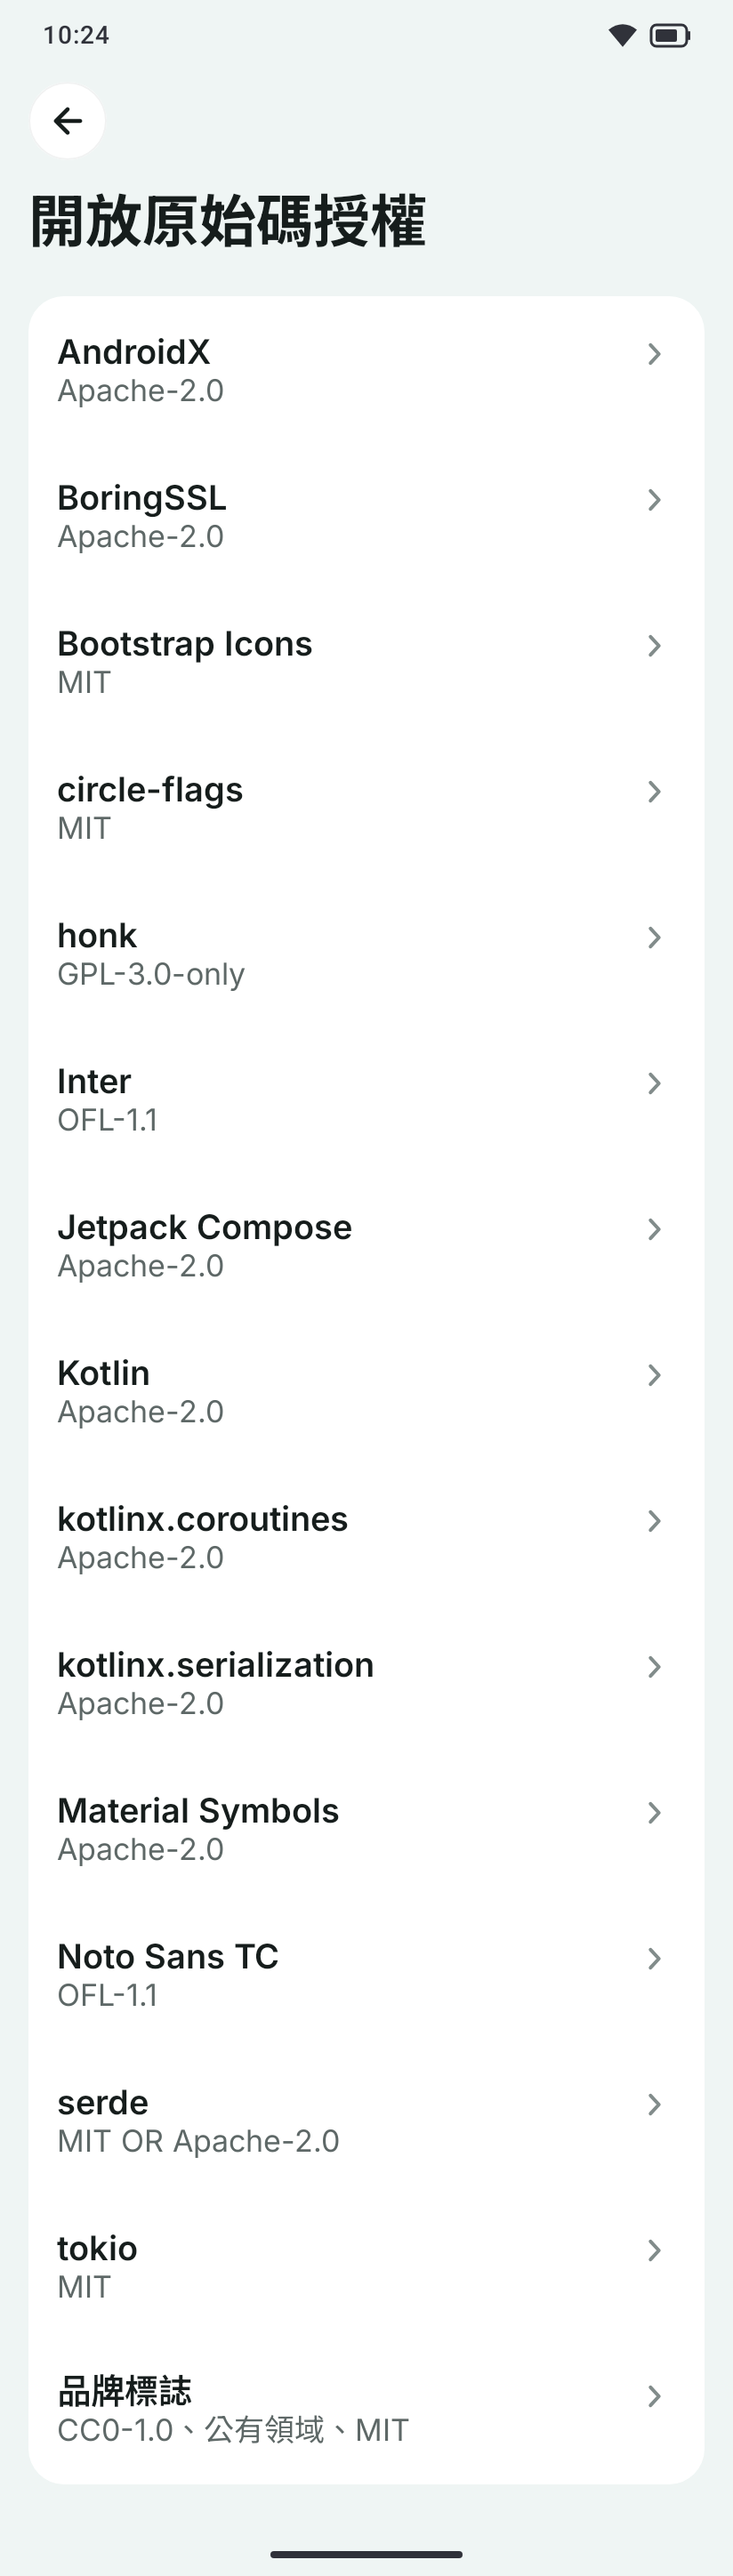 10:24
開放原始碼授權
AndroidX
Apache-2.0
BoringSSL
Apache-2.0
Bootstrap Icons
MIT
circle-flags
MIT
honk
GPL-3.0-only
Inter
OFL-1.1
Jetpack Compose
Apache-2.0
Kotlin
Apache-2.0
kotlinx.coroutines
Apache-2.0
kotlinx.serialization
Apache-2.0
Material Symbols
Apache-2.0
Noto Sans TC
OFL-1.1
serde
MIT OR Apache-2.0
tokio
MIT
品牌標誌
CC0-1.0、公有領域、MIT